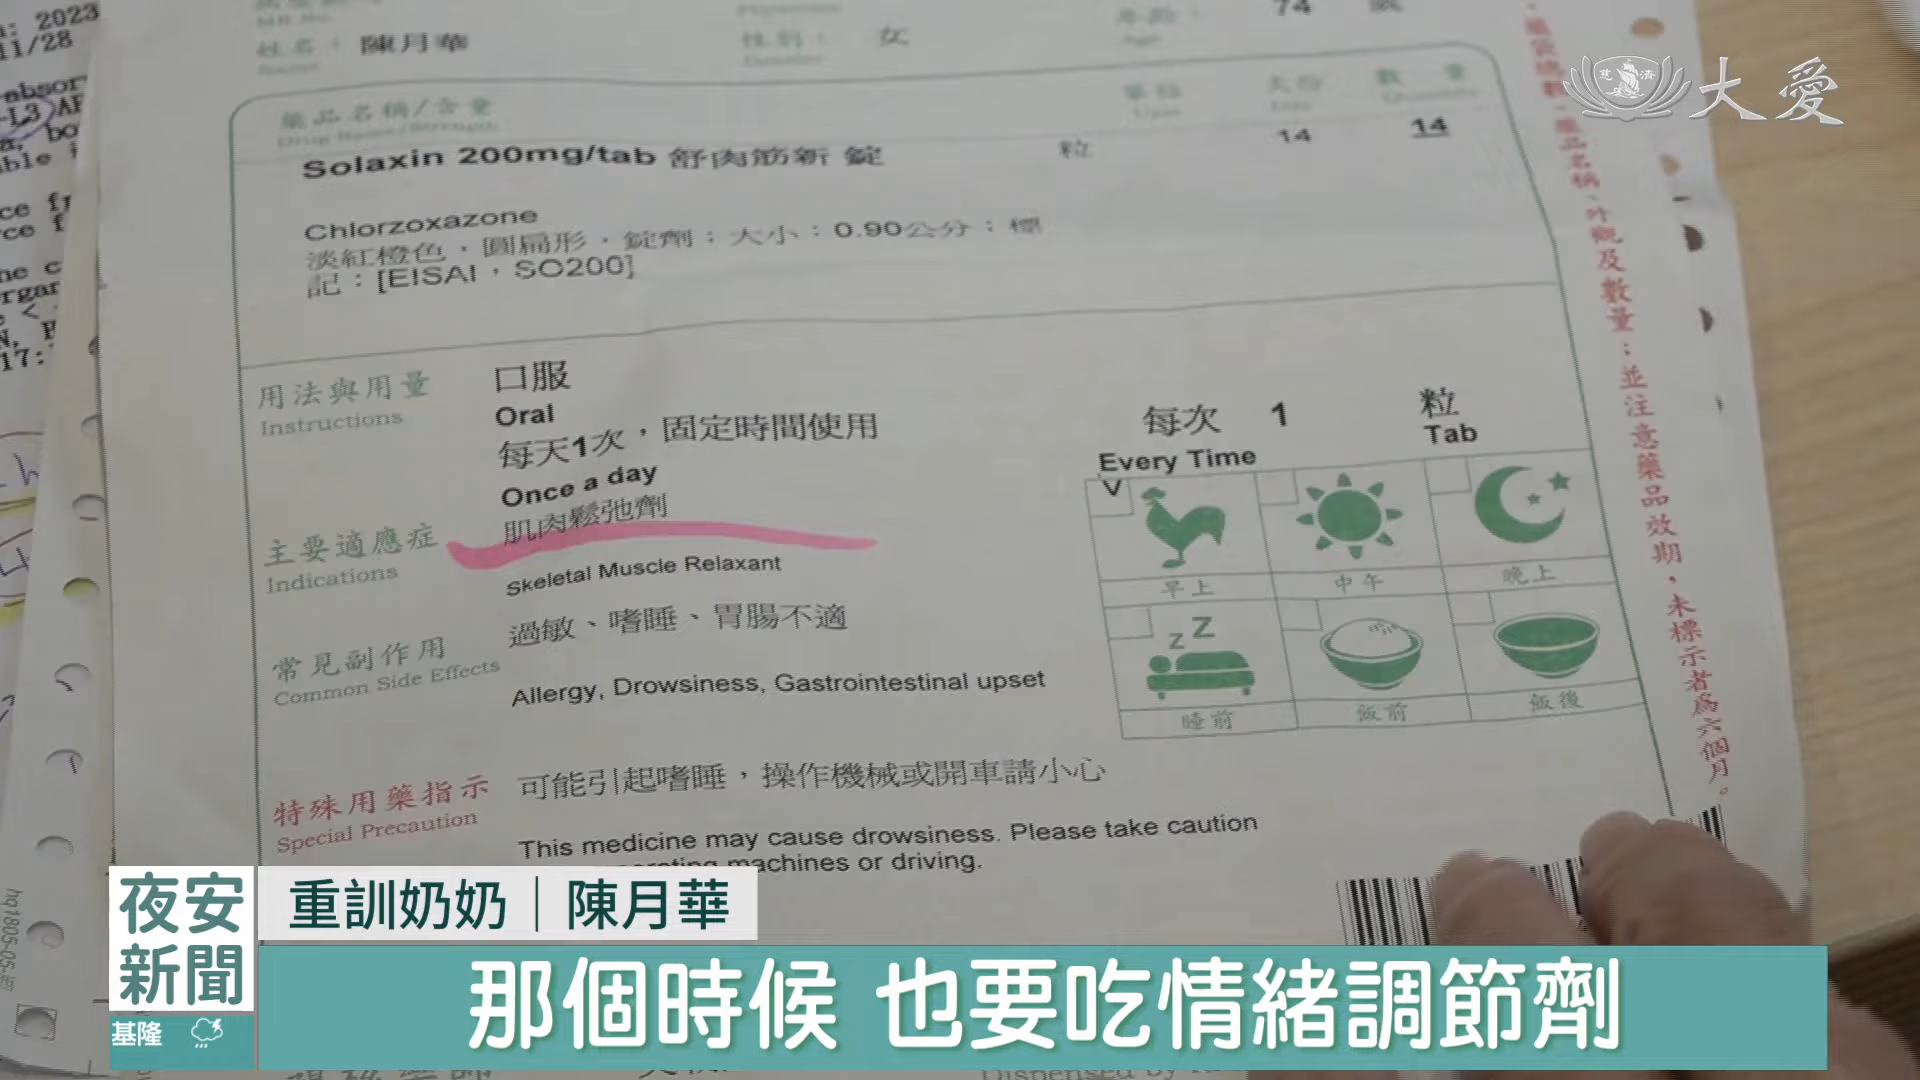 2023
11/28
姓名：陳月華
性別：女
74
大愛
藥品名稱/含量
Drug Name/Strength
單位
天份
數量
Solaxin 200mg/tab 舒肉筋新 錠
粒
14
14
Chlorzoxazone
淡紅橙色，圓扁形，錠劑；大小：0.90公分；標
記：[EISAI，SO200]
用法與用量
Instructions
口服
Oral
每天1次，固定時間使用
Once a day
每次 1 粒
Every Time Tab
V
早上
中午
晚上
睡前
飯前
飯後
主要適應症
Indications
肌肉鬆弛劑
Skeletal Muscle Relaxant
常見副作用
Common Side Effects
過敏、嗜睡、胃腸不適
Allergy, Drowsiness, Gastrointestinal upset
特殊用藥指示
Special Precaution
可能引起嗜睡，操作機械或開車請小心
This medicine may cause drowsiness. Please take caution
machines or driving.
藥品名稱、外觀及數量；並注意藥品效期，未標示者為六個月。
夜安
新聞
基隆
重訓奶奶｜陳月華
那個時候 也要吃情緒調節劑